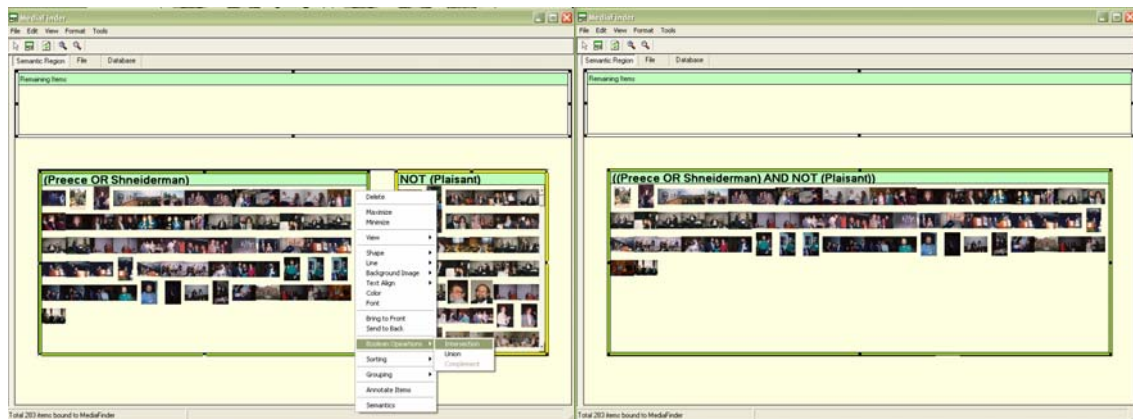 MediaFinder
File Edit View Format Tools
Semantic Region File Database
Remaining Items
(Preece OR Shneiderman)
NOT (Plaisant)
Delete
Maximize
Minimize
View
Shape
Line
Background Image
Text Align
Color
Font
Bring to Front
Send to Back
Boolean Operations
Intersection
Union
Complement
Sorting
Grouping
Annotate Items
Semantics
Total 283 items bound to MediaFinder
MediaFinder
File Edit View Format Tools
Semantic Region File Database
Remaining Items
((Preece OR Shneiderman) AND NOT (Plaisant))
Total 283 items bound to MediaFinder